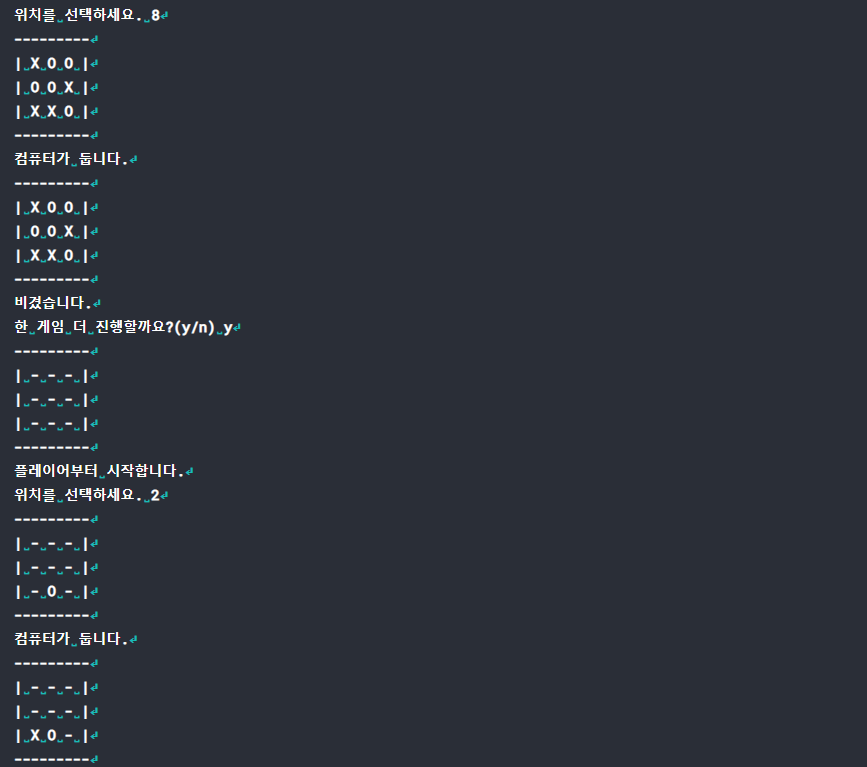 위치를 선택하세요. 8
---------
| X O O |
| O O X |
| X X O |
---------
컴퓨터가 둡니다.
---------
| X O O |
| O O X |
| X X O |
---------
비겼습니다.
한 게임 더 진행할까요?(y/n) y
---------
| - - - |
| - - - |
| - - - |
---------
플레이어부터 시작합니다.
위치를 선택하세요. 2
---------
| - - - |
| - - - |
| - O - |
---------
컴퓨터가 둡니다.
---------
| - - - |
| - - - |
| X O - |
---------